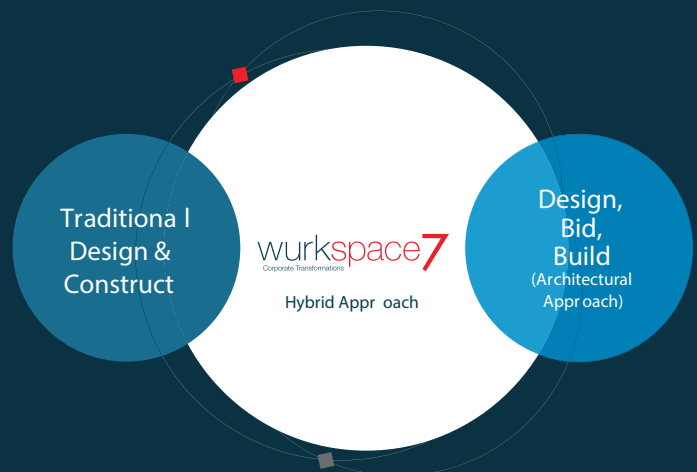 Traditiona l
Design &
Construct
wurkspace7
Corporate Transformations
Hybrid Appr oach
Design,
Bid,
Build
(Architectural
Appr oach)